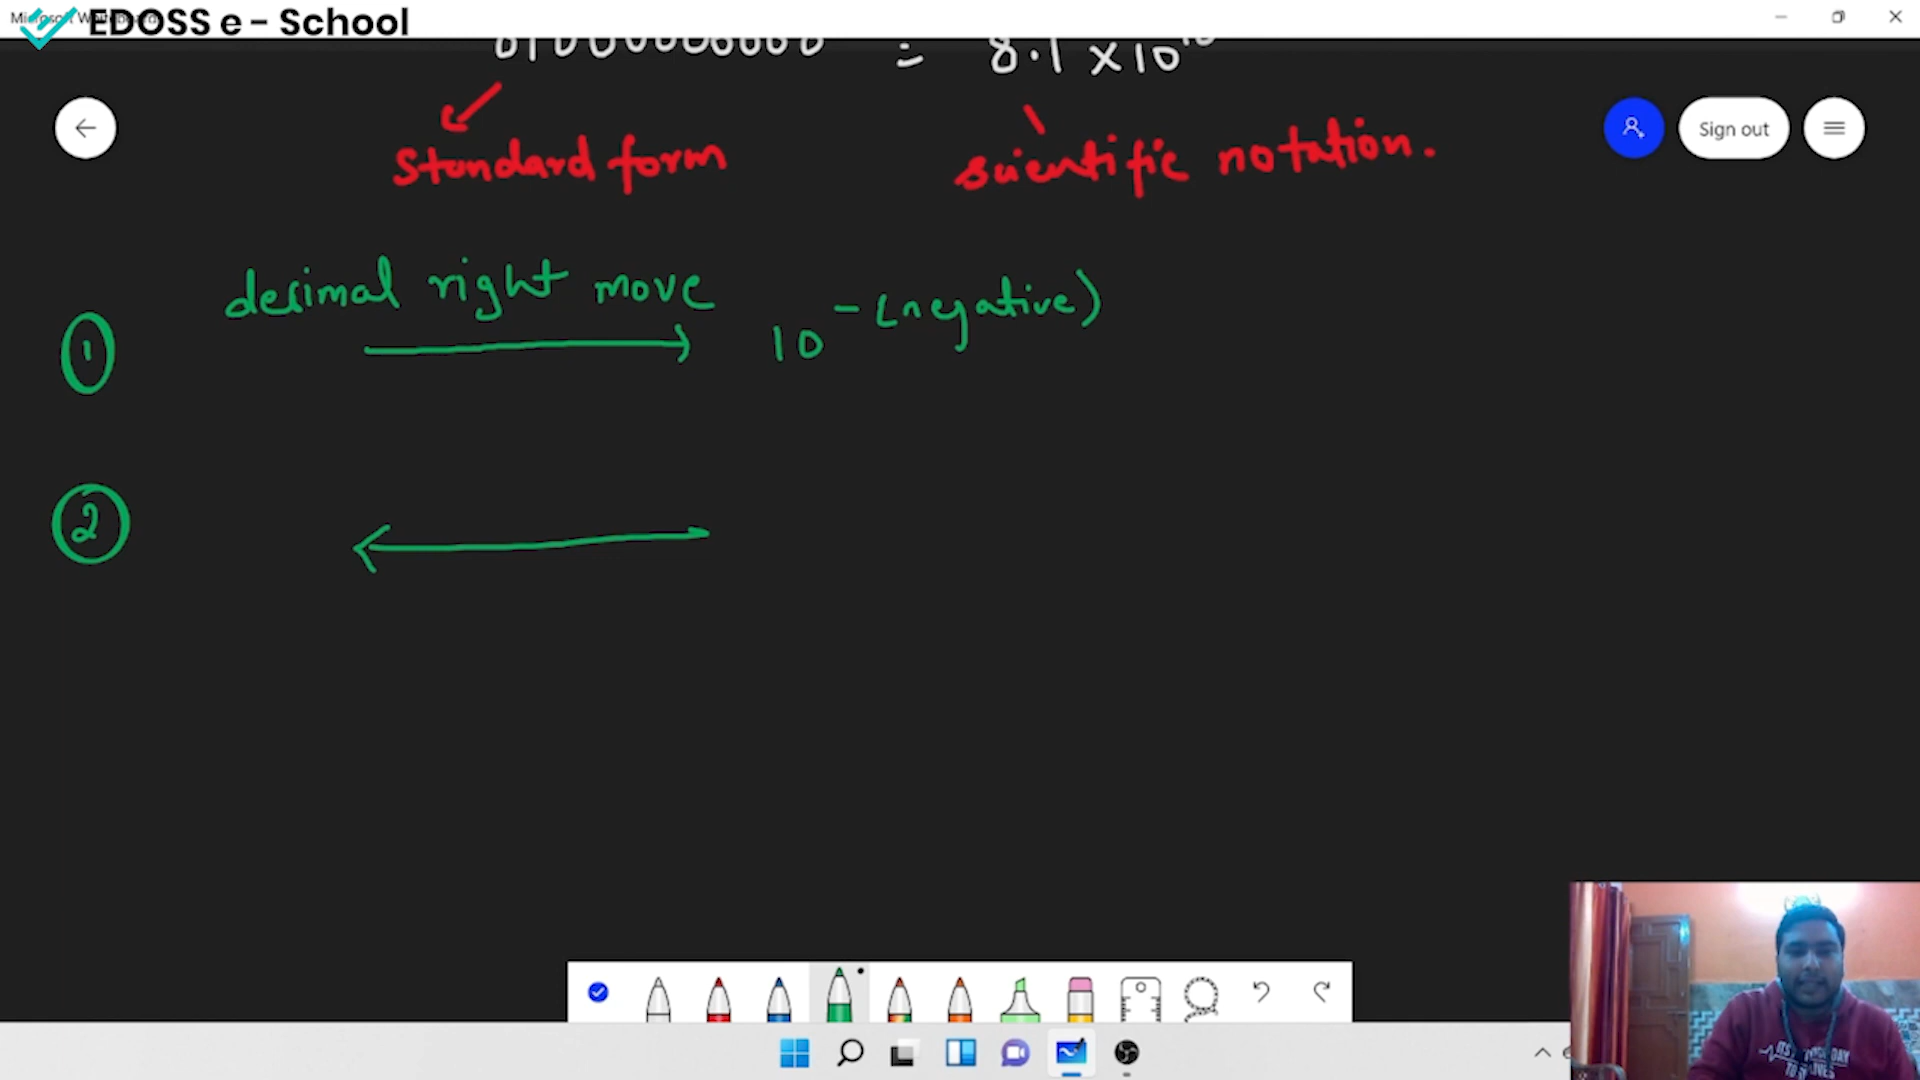 EDOSS e - School
= 8.1 × 10
standard form
scientific notation.
decimal right move
10 -(negative)
1
2
Sign out